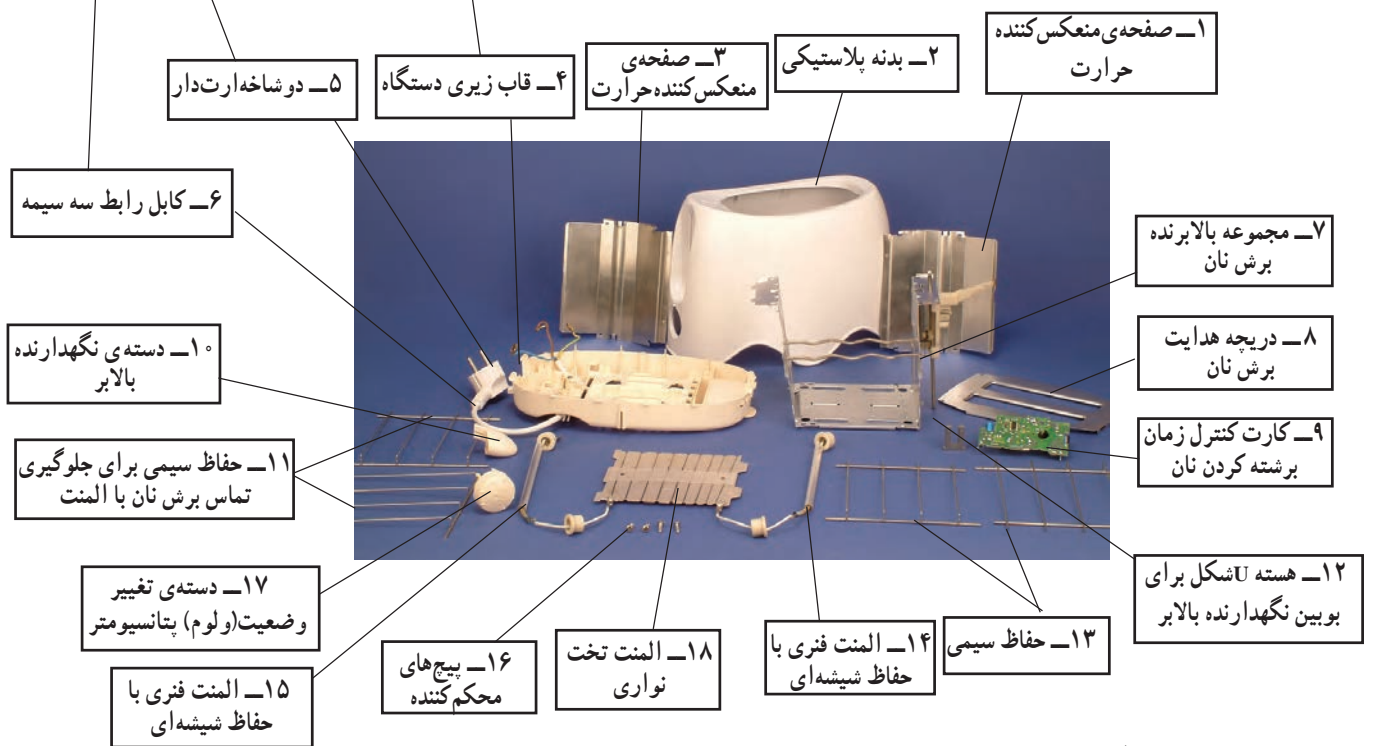 ۱ــ صفحه‌ی منعکس‌کننده
حرارت
۲ــ بدنه پلاستیکی
۳ــ صفحه‌ی
منعکس‌کننده حرارت
۴ــ قاب زیری دستگاه
۵ــ دو شاخه ارت‌دار
۶ــ کابل رابط سه سیمه
۷ــ مجموعه بالابرنده
برش نان
۸ــ دریچه هدایت
برش نان
۹ــ کارت کنترل زمان
برشته کردن نان
۱۰ــ دسته‌ی نگهدارنده
بالابر
۱۱ــ حفاظ سیمی برای جلوگیری
تماس برش نان با المنت
۱۲ــ هسته U شکل برای
بوبین نگهدارنده بالابر
۱۳ــ حفاظ سیمی
۱۴ــ المنت فنری با
حفاظ شیشه‌ای
۱۵ــ المنت فنری با
حفاظ شیشه‌ای
۱۶ــ پیچ‌های
محکم‌کننده
۱۷ــ دسته‌ی تغییر
وضعیت(ولوم) پتانسیومتر
۱۸ــ المنت تخت
نواری